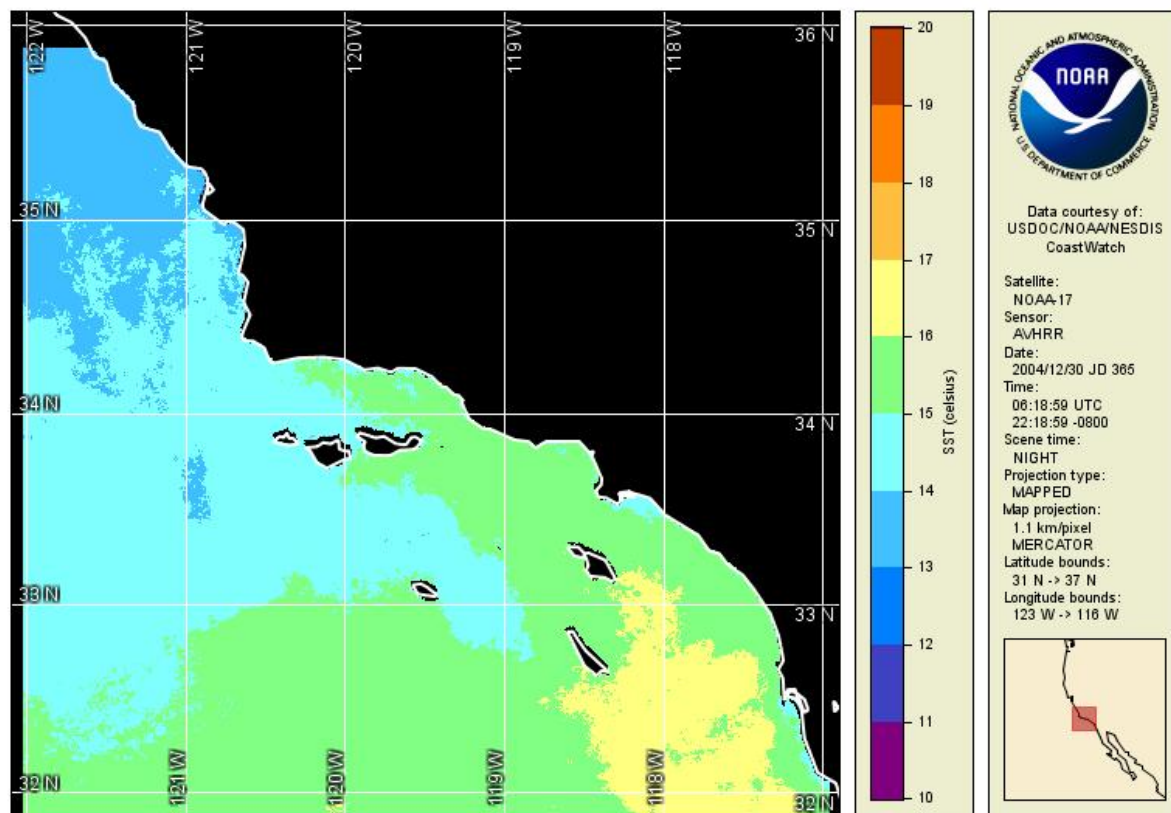 122 W
121 W
120 W
119 W
118 W
36 N
35 N
35 N
34 N
34 N
33 N
33 N
32 N
121 W
120 W
119 W
118 W
32 N
20
19
18
17
16
15
14
13
12
11
10
SST (celsius)
NATIONAL OCEANIC AND ATMOSPHERIC ADMINISTRATION
NOAA
U.S. DEPARTMENT OF COMMERCE
Data courtesy of:
USDOC/NOAA/NESDIS
CoastWatch
Satellite:
NOAA-17
Sensor:
AVHRR
Date:
2004/12/30 JD 365
Time:
06:18:59 UTC
22:18:59 -0800
Scene time:
NIGHT
Projection type:
MAPPED
Map projection:
1.1 km/pixel
MERCATOR
Latitude bounds:
31 N -> 37 N
Longitude bounds:
123 W -> 116 W